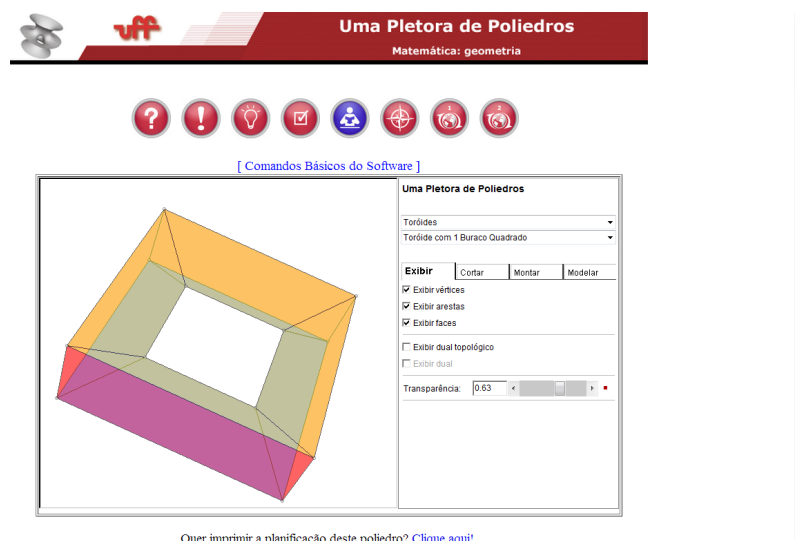 uff
Uma Pletora de Poliedros
Matemática: geometria
1
2
[ Comandos Básicos do Software ]
Uma Pletora de Poliedros
Toróides
Toróide com 1 Buraco Quadrado
Exibir Cortar Montar Modelar
Exibir vértices
Exibir arestas
Exibir faces
Exibir dual topológico
Exibir dual
Transparência: 0.63
Quer imprimir a planificação deste poliedro? Clique aqui!